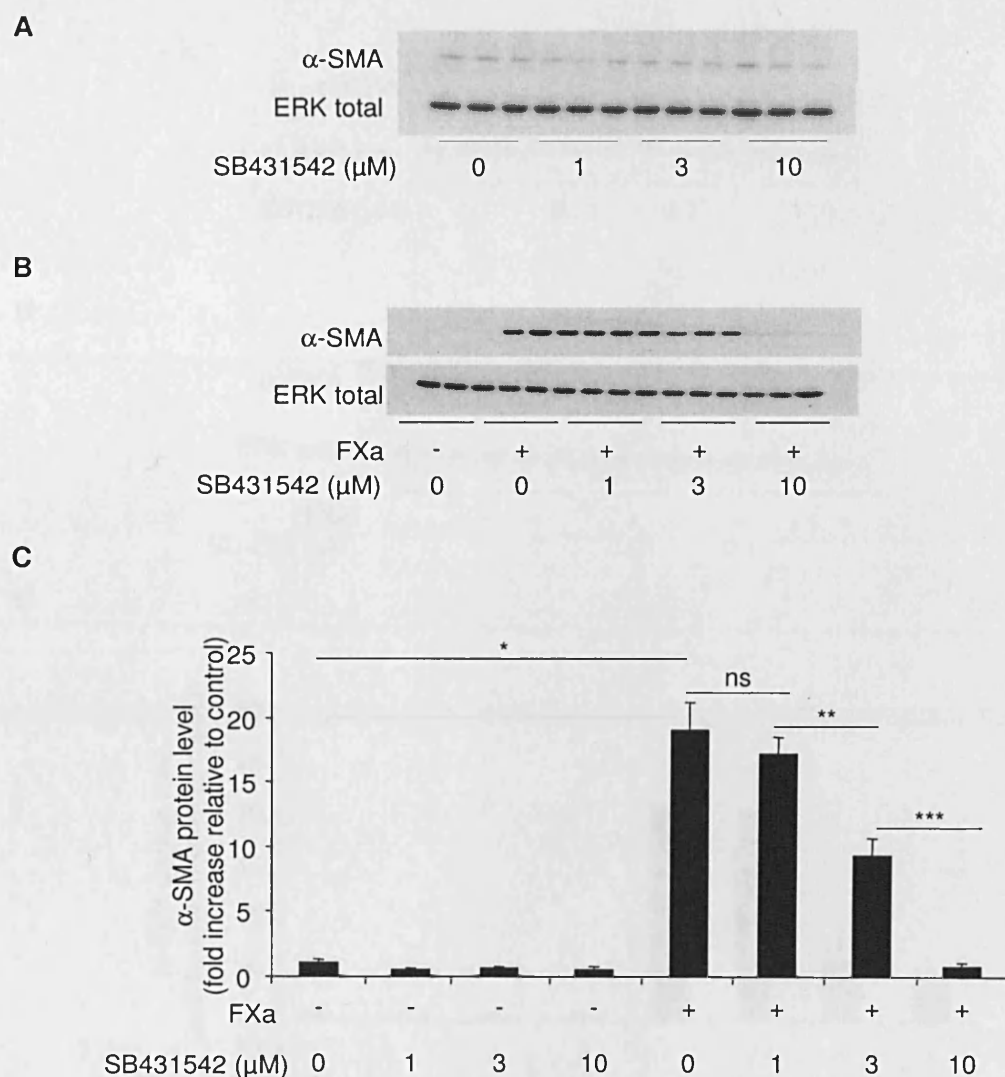 A
α-SMA
ERK total
SB431542 (µM) 0 1 3 10
B
α-SMA
ERK total
FXa - + + + +
SB431542 (µM) 0 0 1 3 10
C
α-SMA protein level
(fold increase relative to control)
25
20
15
10
5
0
*
ns
**
***
FXa - - - - + + + +
SB431542 (µM) 0 1 3 10 0 1 3 10